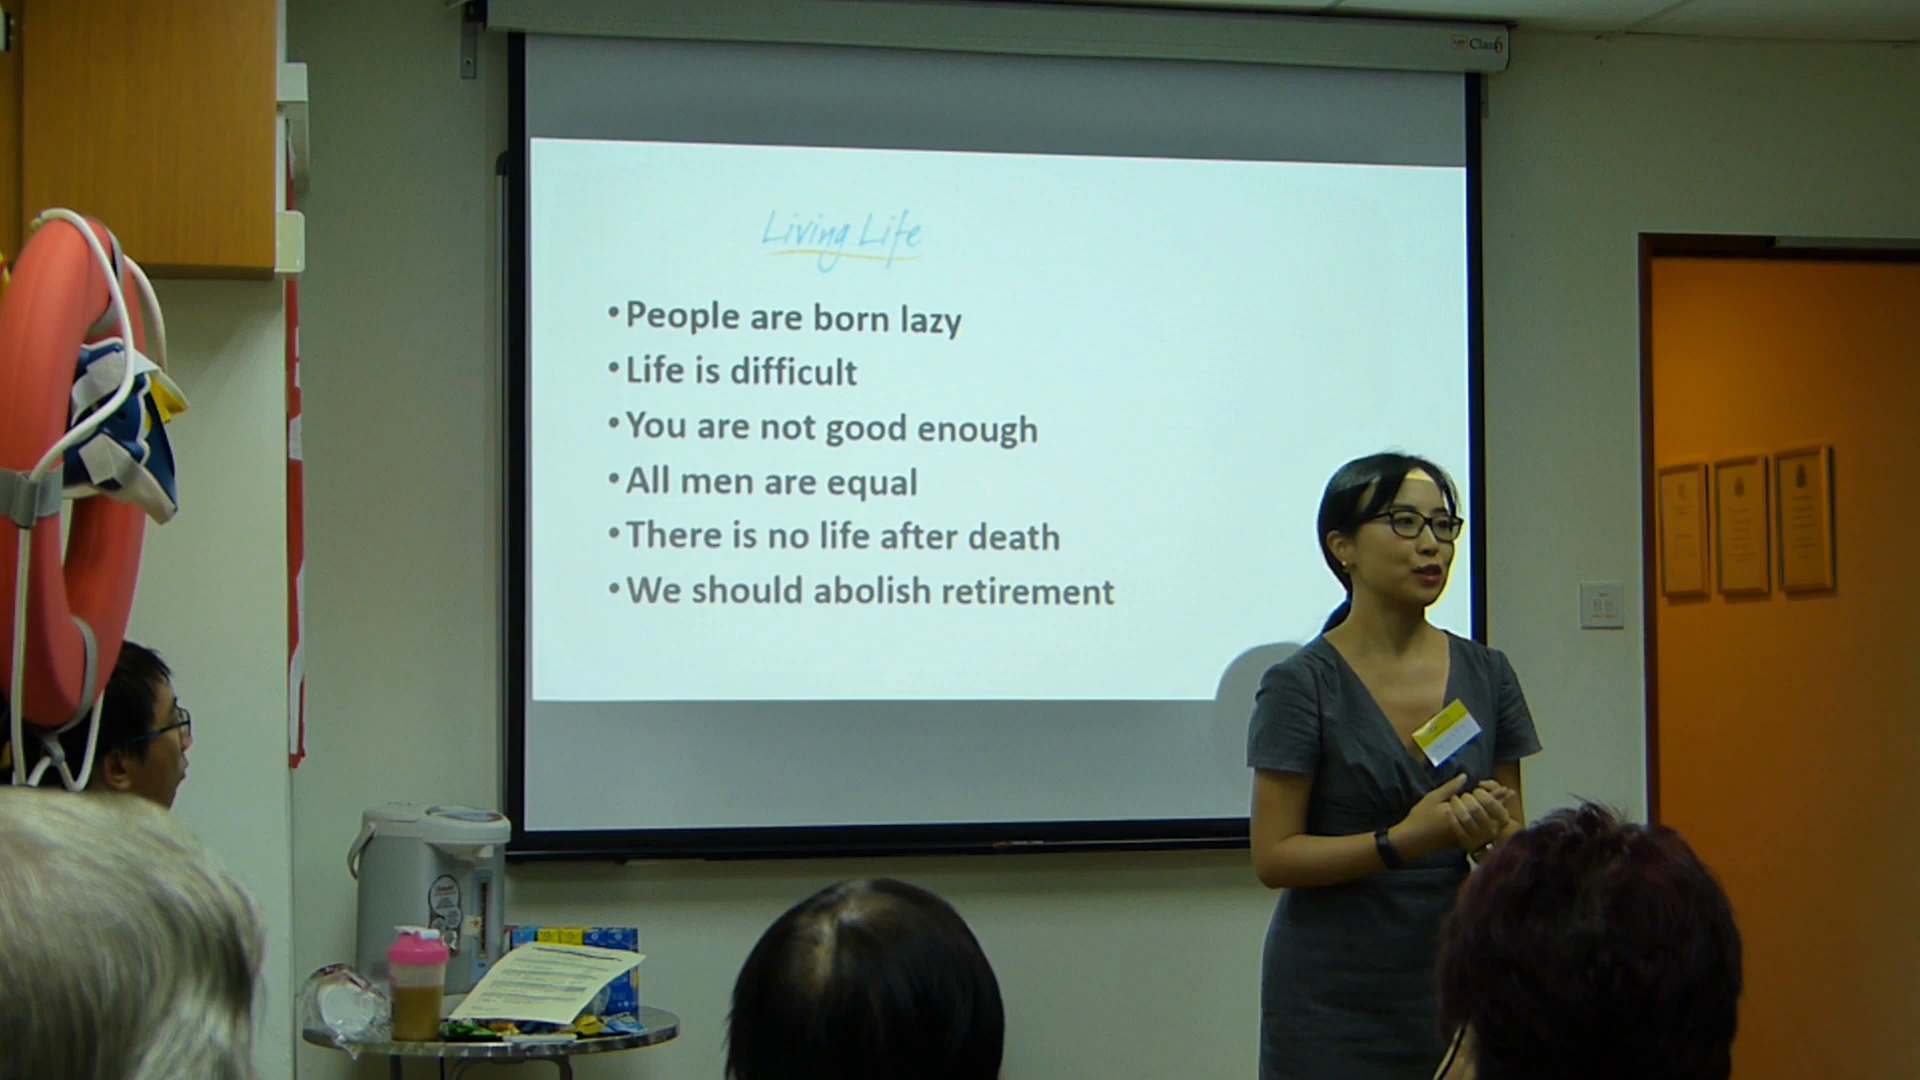 Living Life
• People are born lazy
• Life is difficult
• You are not good enough
• All men are equal
• There is no life after death
• We should abolish retirement